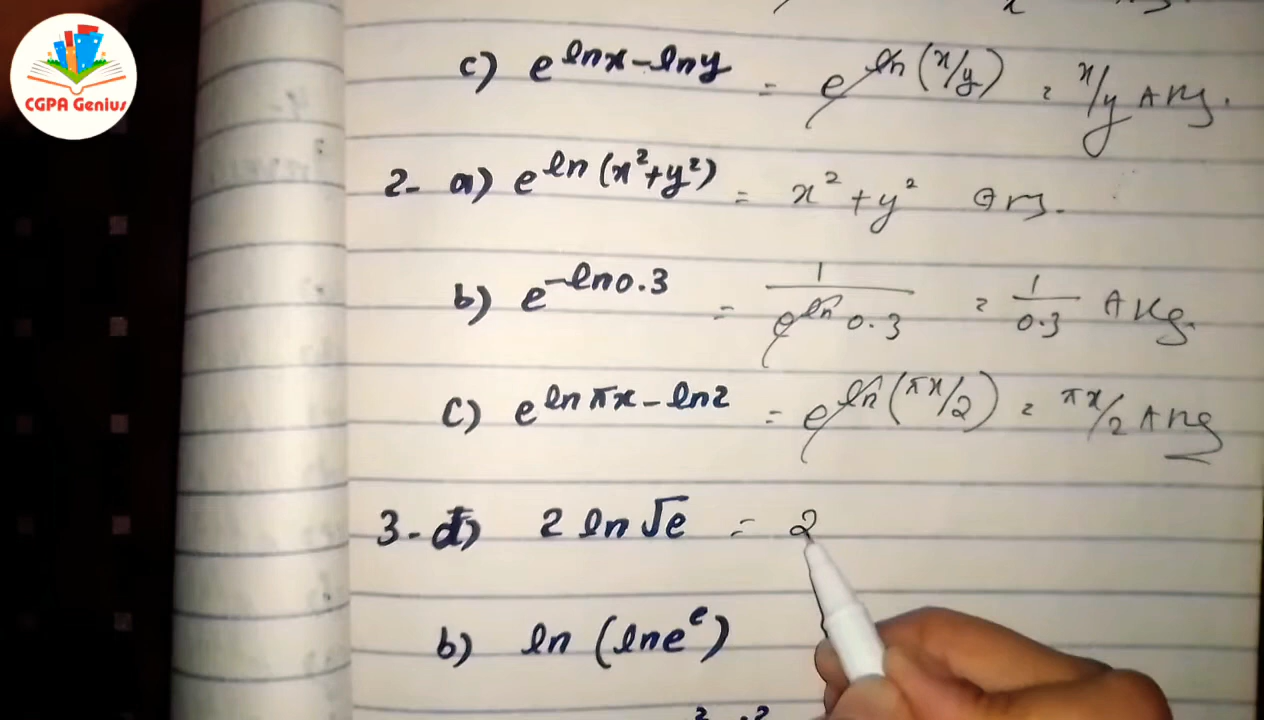 CGPA Genius
c) e^{ln x - ln y} = e^{ln (x/y)} = x/y Ans.
2- a) e^{ln (x²+y²)} = x² + y² Ans.
b) e^{-ln 0.3} = 1/e^{ln 0.3} = 1/0.3 Ans.
c) e^{ln πx - ln 2} = e^{ln (πx/2)} = πx/2 Ans
3- a) 2 ln √e = 2
b) ln (ln e^e)